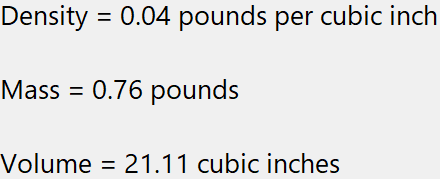 Density = 0.04 pounds per cubic inch
Mass = 0.76 pounds
Volume = 21.11 cubic inches